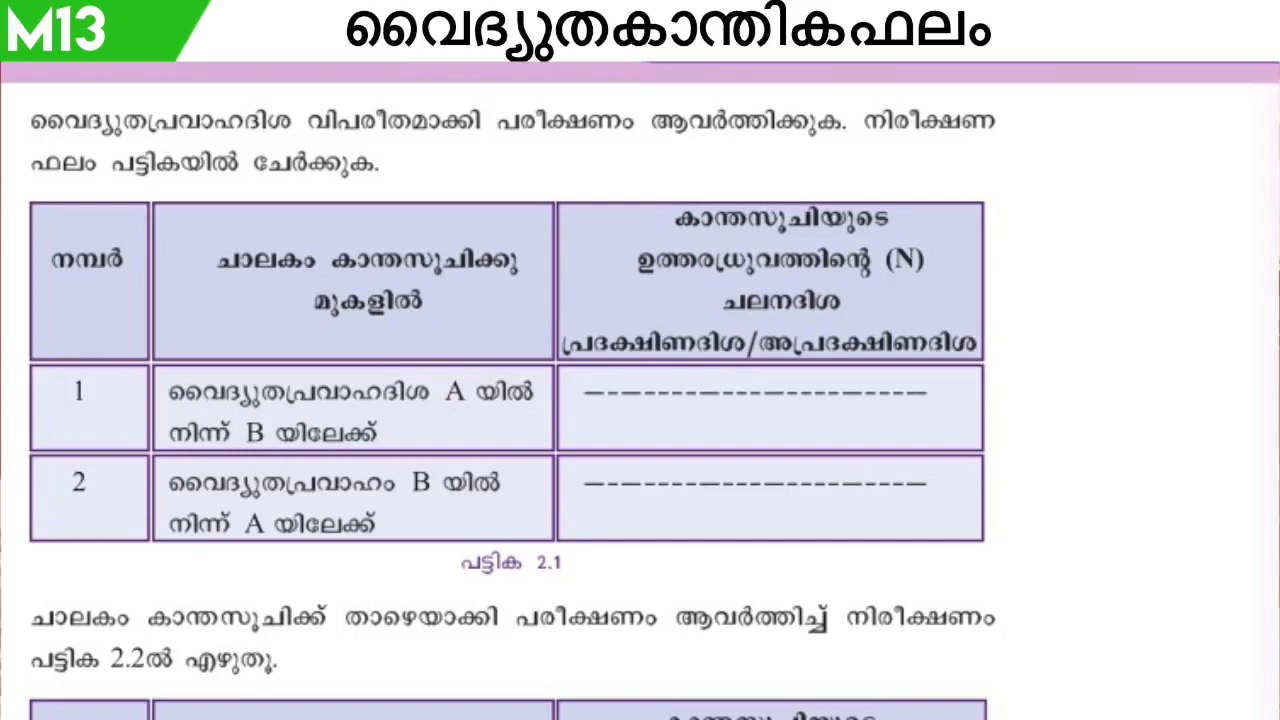 M13
വൈദ്യുതകാന്തികഫലം
വൈദ്യുതപ്രവാഹദിശ വിപരീതമാക്കി പരീക്ഷണം ആവർത്തിക്കുക. നിരീക്ഷണ
ഫലം പട്ടികയിൽ ചേർക്കുക.
നമ്പർ
ചാലകം കാന്തസൂചിക്കു
മുകളിൽ
കാന്തസൂചിയുടെ
ഉത്തരധ്രുവത്തിന്റെ (N)
ചലനദിശ
പ്രദക്ഷിണദിശ/അപ്രദക്ഷിണദിശ
1
വൈദ്യുതപ്രവാഹദിശ A യിൽ
നിന്ന് B യിലേക്ക്
2
വൈദ്യുതപ്രവാഹം B യിൽ
നിന്ന് A യിലേക്ക്
പട്ടിക 2.1
ചാലകം കാന്തസൂചിക്ക് താഴെയാക്കി പരീക്ഷണം ആവർത്തിച്ച് നിരീക്ഷണം
പട്ടിക 2.2ൽ എഴുതൂ.